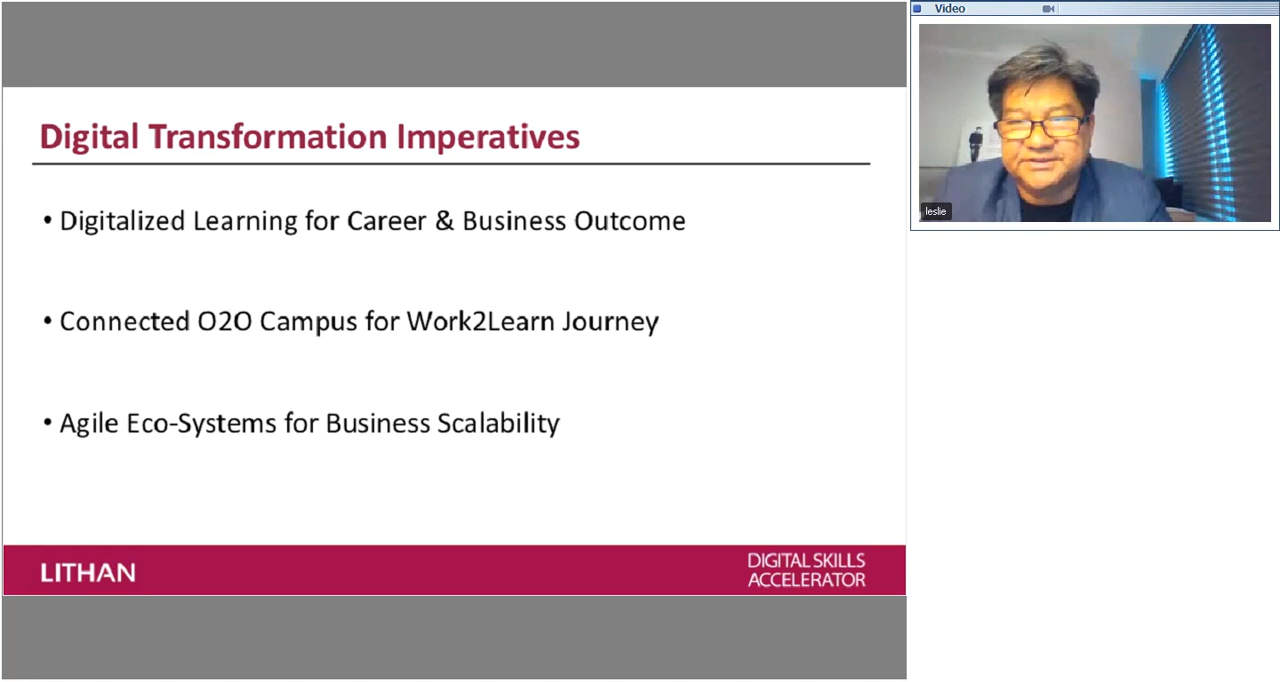 Digital Transformation Imperatives
• Digitalized Learning for Career & Business Outcome
• Connected O2O Campus for Work2Learn Journey
• Agile Eco-Systems for Business Scalability
LITHAN
DIGITAL SKILLS
ACCELERATOR
Video
leslie